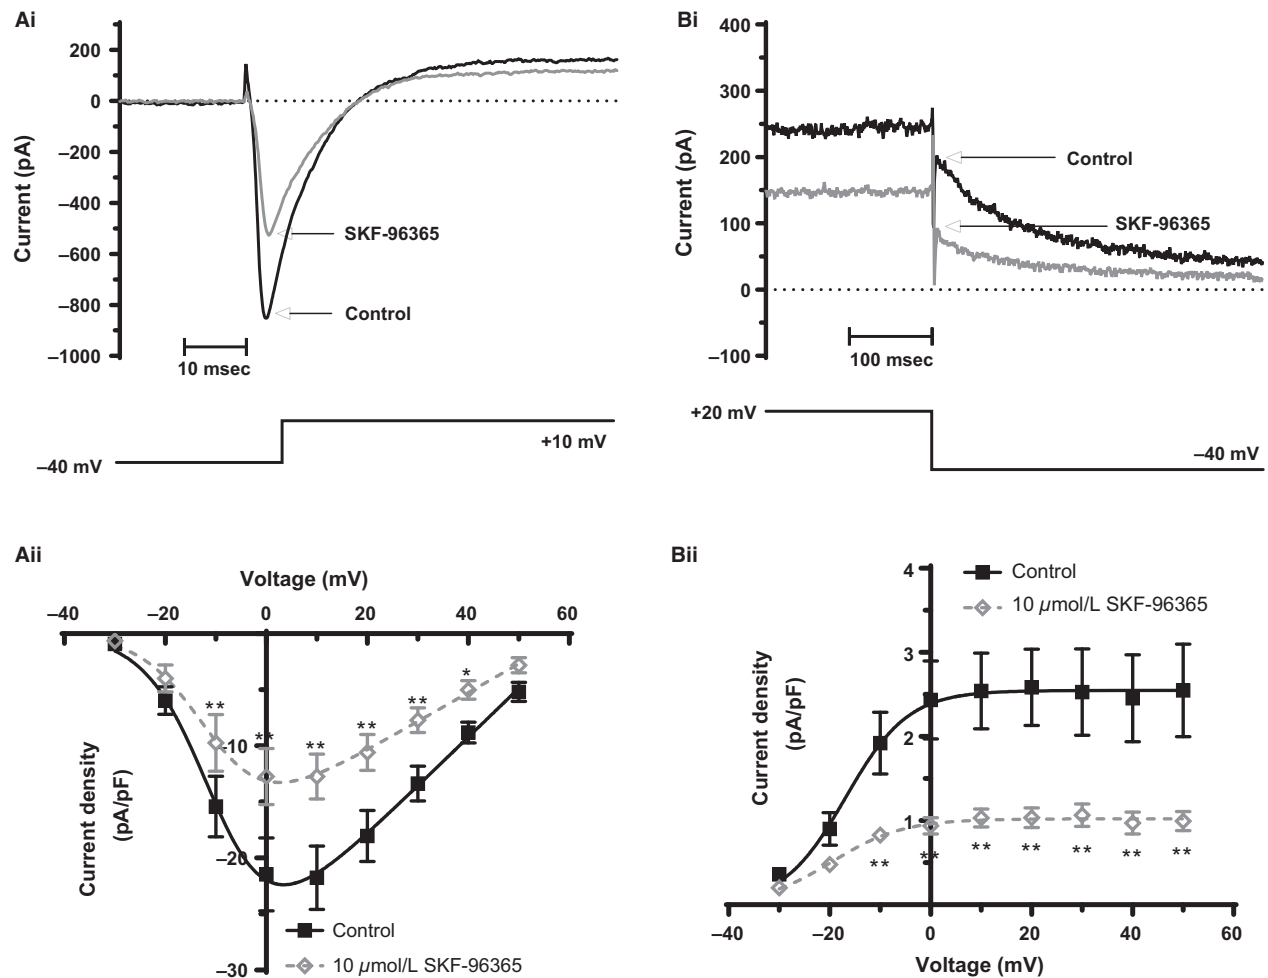 Ai
200
0
–200
–400
–600
–800
–1000
Current (pA)
SKF-96365
Control
10 msec
–40 mV
+10 mV
Bi
400
300
200
100
0
–100
Current (pA)
Control
SKF-96365
100 msec
+20 mV
–40 mV
Aii
Voltage (mV)
–40
–20
0
20
40
60
**
**
**
**
**
*
–10
–20
–30
Current density
(pA/pF)
Control
10 µmol/L SKF-96365
Bii
4
3
2
1
Current density
(pA/pF)
Control
10 µmol/L SKF-96365
**
**
**
**
**
**
**
–40
–20
0
20
40
60
Voltage (mV)